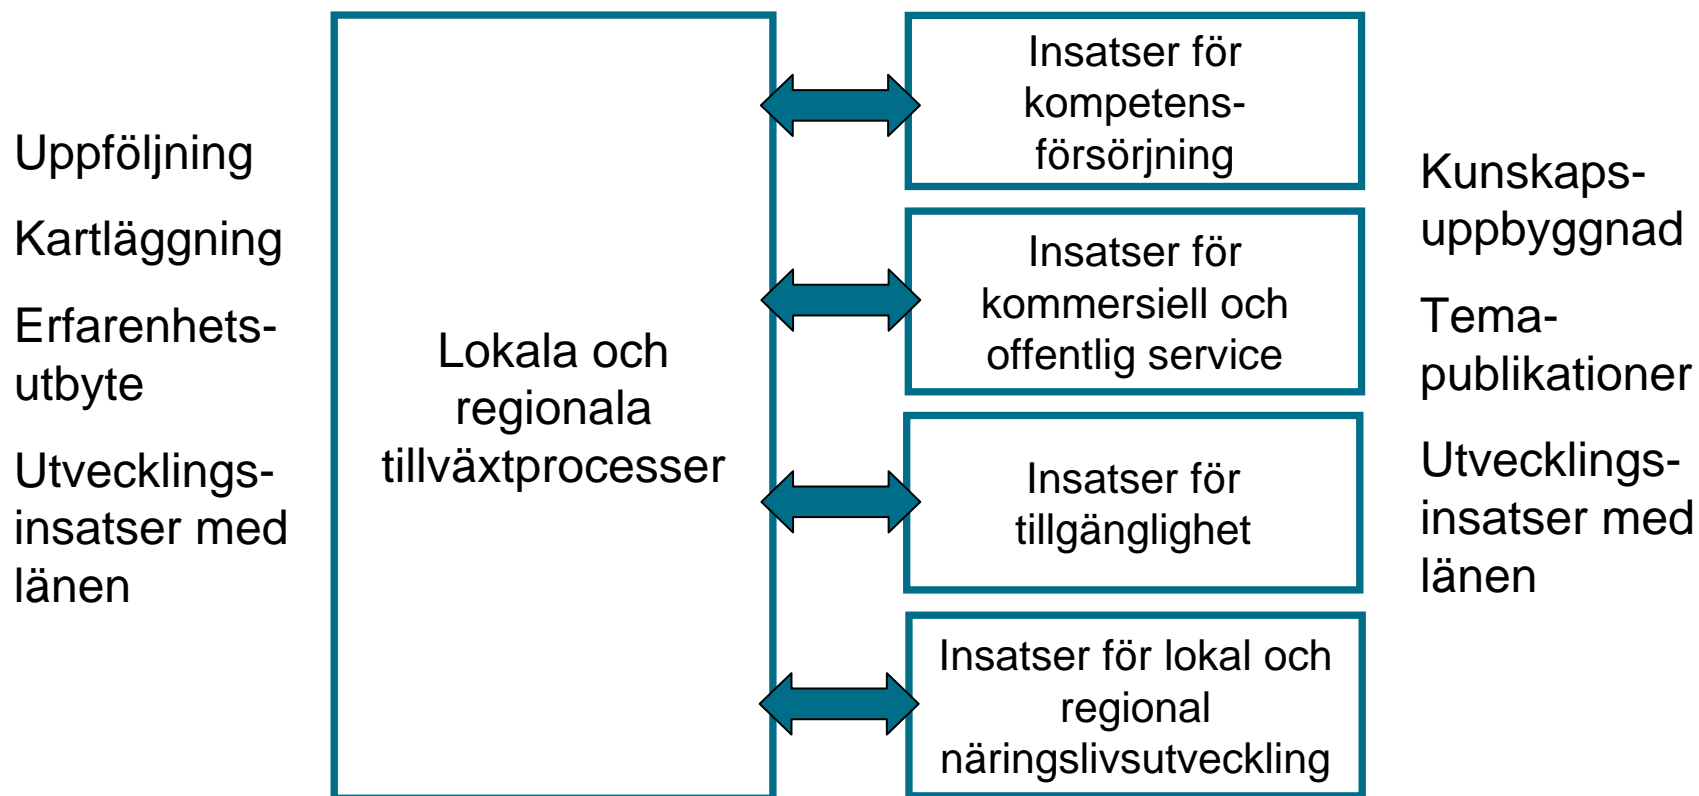 Uppföljning
Kartläggning
Erfarenhets-
utbyte
Utvecklings-
insatser med
länen
Lokala och
regionala
tillväxtprocesser
Insatser för
kompetens-
försörjning
Insatser för
kommersiell och
offentlig service
Insatser för
tillgänglighet
Insatser för lokal och
regional
näringslivsutveckling
Kunskaps-
uppbyggnad
Tema-
publikationer
Utvecklings-
insatser med
länen